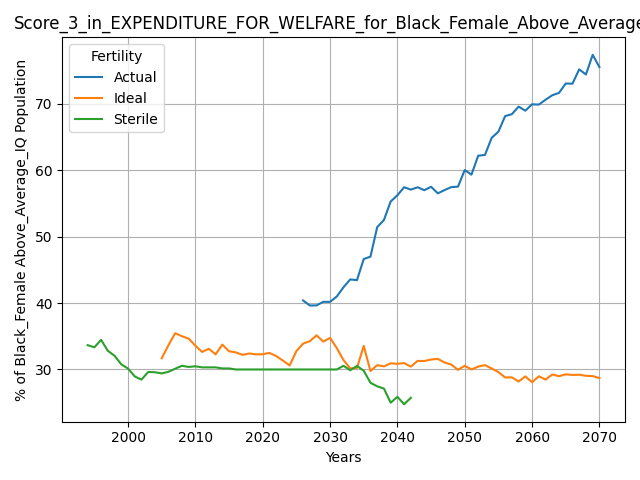 Score_3_in_EXPENDITURE_FOR_WELFARE_for_Black_Female_Above_Average
Fertility
Actual
Ideal
Sterile
% of Black_Female Above_Average_IQ Population
70
60
50
40
30
2000 2010 2020 2030 2040 2050 2060 2070
Years